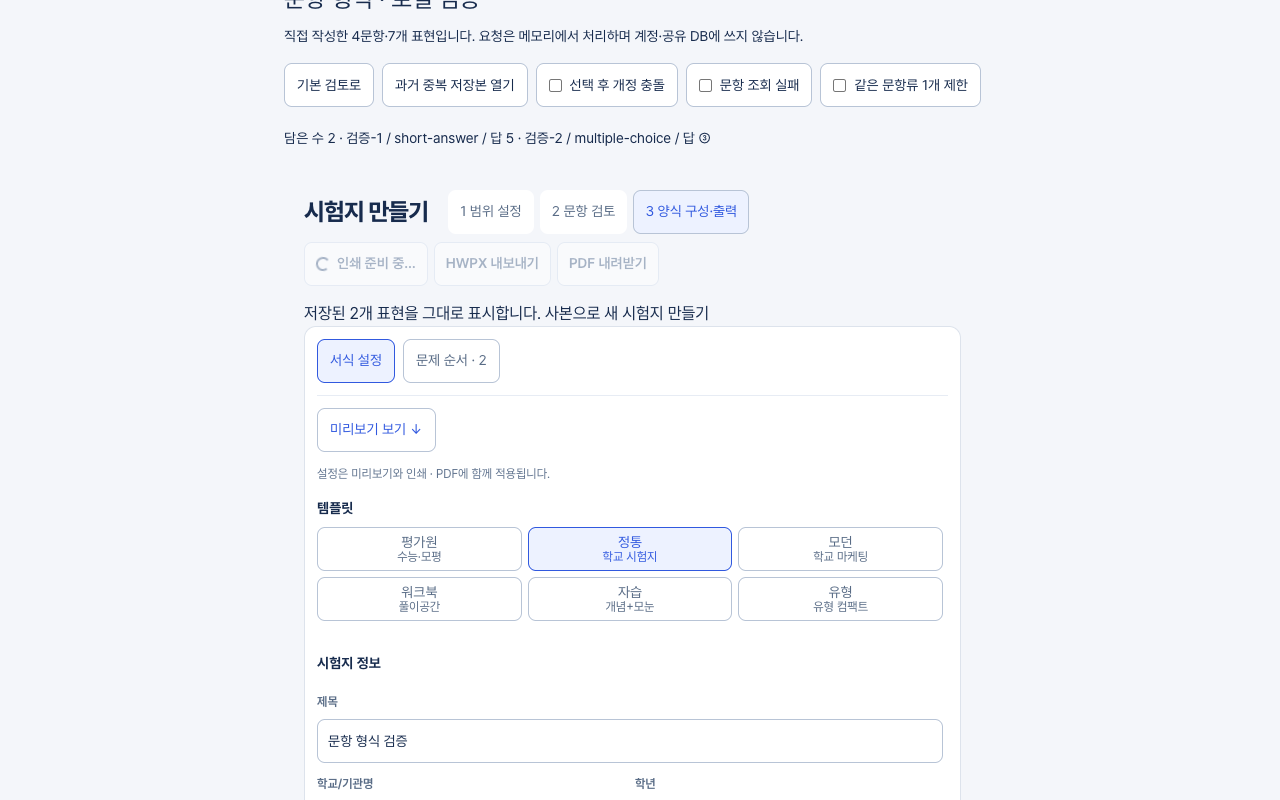 문항 형식 · 모델 검증
직접 작성한 4문항·7개 표현입니다. 요청은 메모리에서 처리하며 계정·공유 DB에 쓰지 않습니다.
기본 검토로 과거 중복 저장본 열기 선택 후 개정 충돌 문항 조회 실패 같은 문항류 1개 제한
담은 수 2 · 검증-1 / short-answer / 답 5 · 검증-2 / multiple-choice / 답 ③
시험지 만들기 1 범위 설정 2 문항 검토 3 양식 구성·출력
인쇄 준비 중... HWPX 내보내기 PDF 내려받기
저장된 2개 표현을 그대로 표시합니다. 사본으로 새 시험지 만들기
서식 설정 문제 순서 · 2
미리보기 보기 ↓
설정은 미리보기와 인쇄 · PDF에 함께 적용됩니다.
템플릿
평가원 정통 모던
수능·모평 학교 시험지 학교 마케팅
워크북 자습 유형
풀이공간 개념+모눈 유형 컴팩트
시험지 정보
제목
문항 형식 검증
학교/기관명 학년